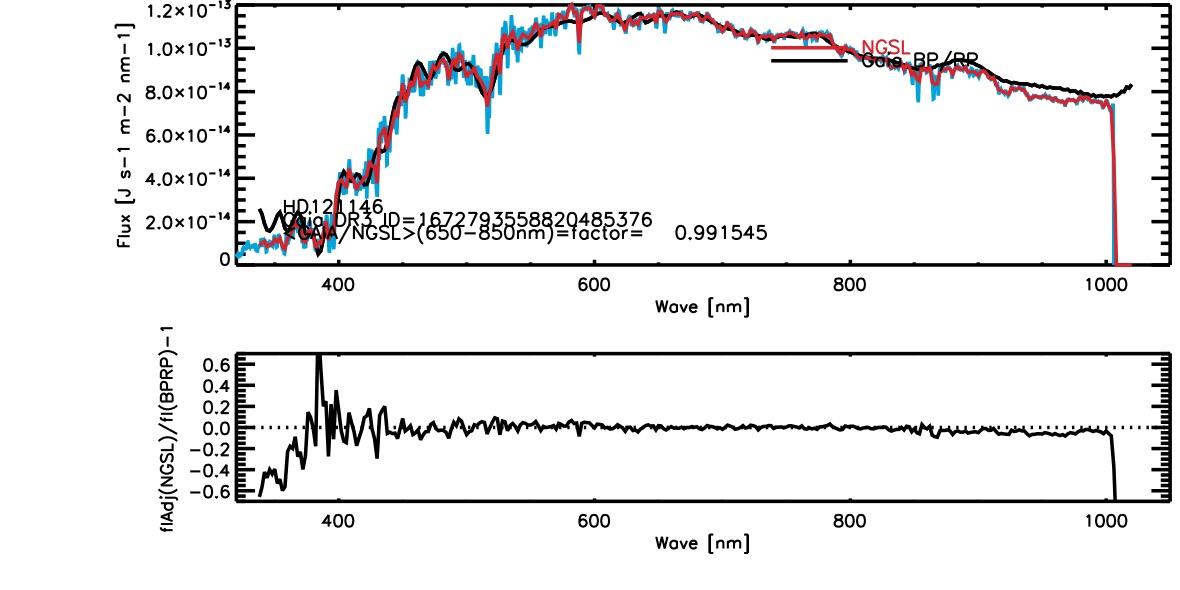 1.2×10⁻¹³
1.0×10⁻¹³
8.0×10⁻¹⁴
6.0×10⁻¹⁴
4.0×10⁻¹⁴
2.0×10⁻¹⁴
0
Flux [J s−1 m−2 nm−1]
NGSL
Gaia BP/RP
HD121146
Gaia DR3 ID=1672793558820485376
<GAIA/NGSL>(650−850nm)=factor= 0.991545
400 600 800 1000
Wave [nm]
flAdj(NGSL)/fl(BPRP)−1
0.6
0.4
0.2
0.0
−0.2
−0.4
−0.6
400 600 800 1000
Wave [nm]